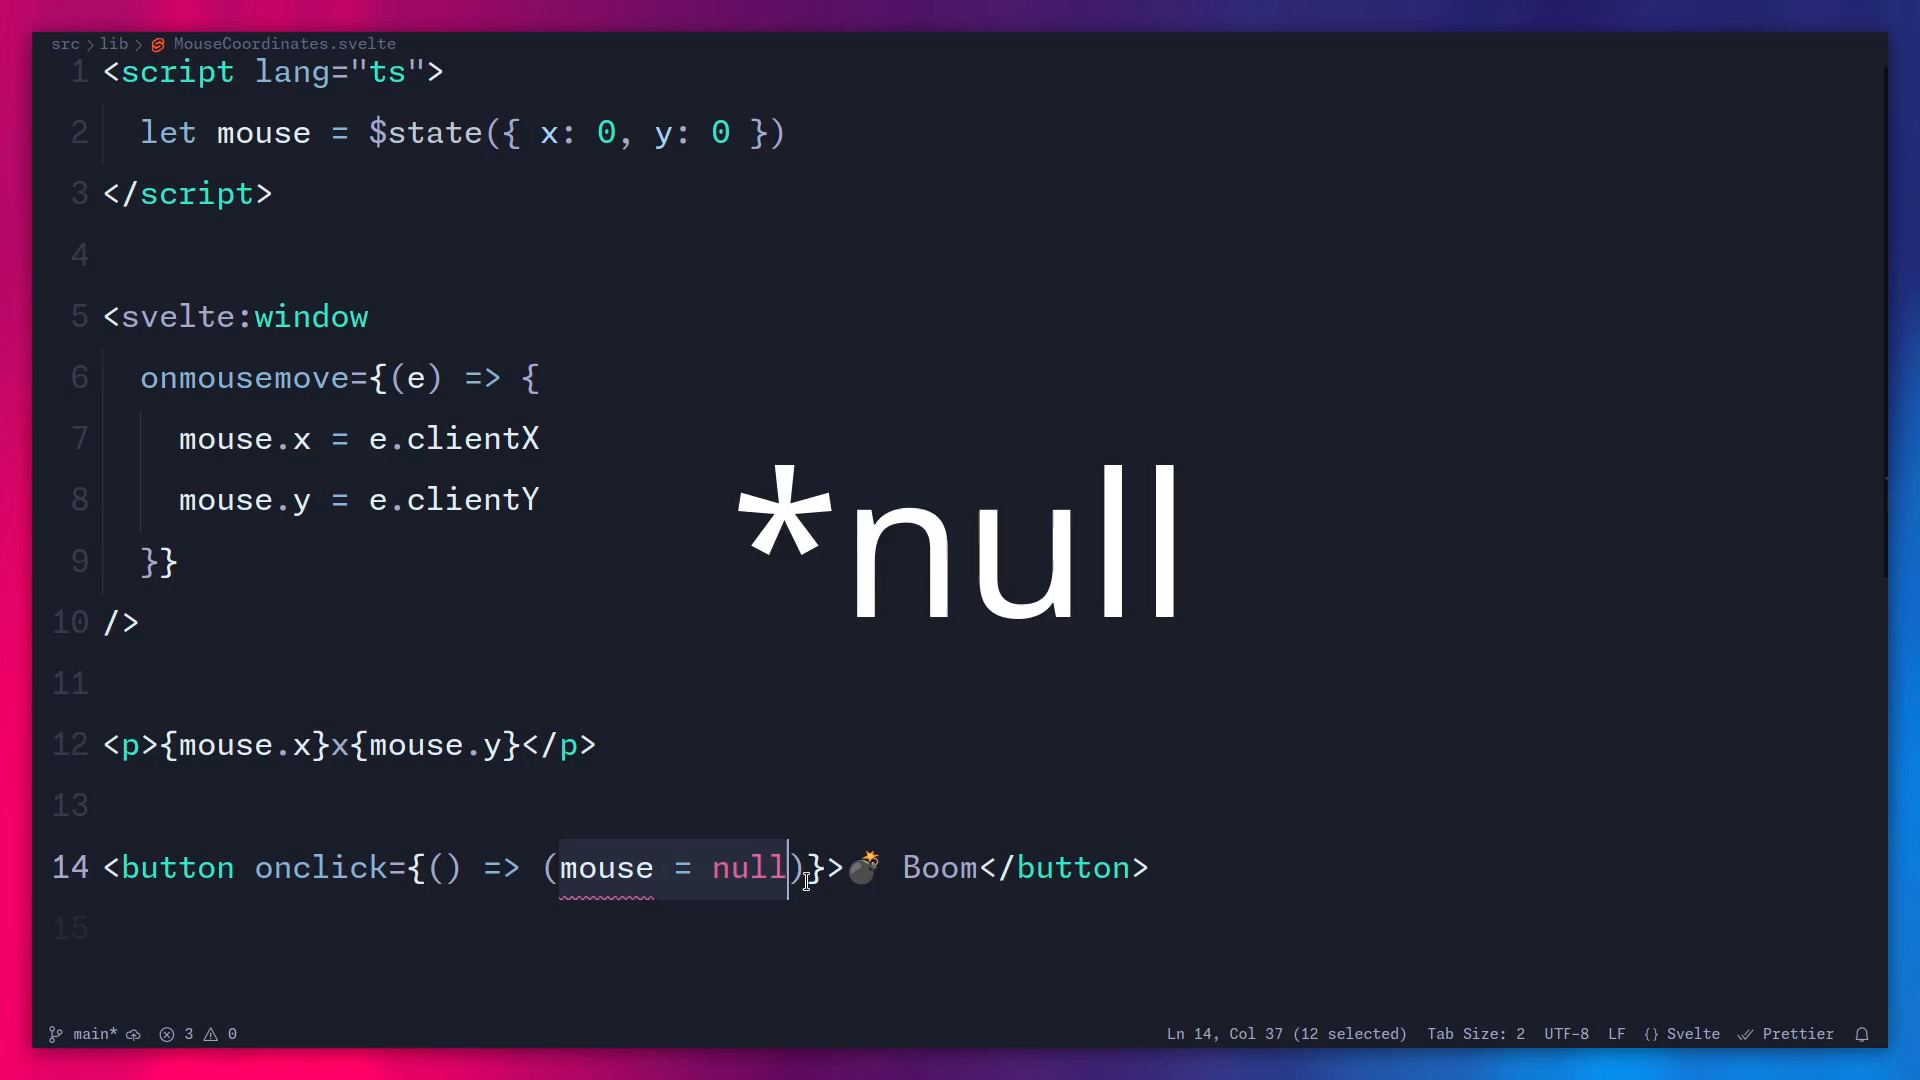 src > lib > MouseCoordinates.svelte
1 <script lang="ts">
2 let mouse = $state({ x: 0, y: 0 })
3 </script>
4
5 <svelte:window
6 onmousemove={(e) => {
7 mouse.x = e.clientX
8 mouse.y = e.clientY
*null
9 }}
10 />
11
12 <p>{mouse.x}x{mouse.y}</p>
13
14 <button onclick={() => (mouse = null)}>💣 Boom</button>
15
main* 3 0 Ln 14, Col 37 (12 selected) Tab Size: 2 UTF-8 LF {} Svelte Prettier